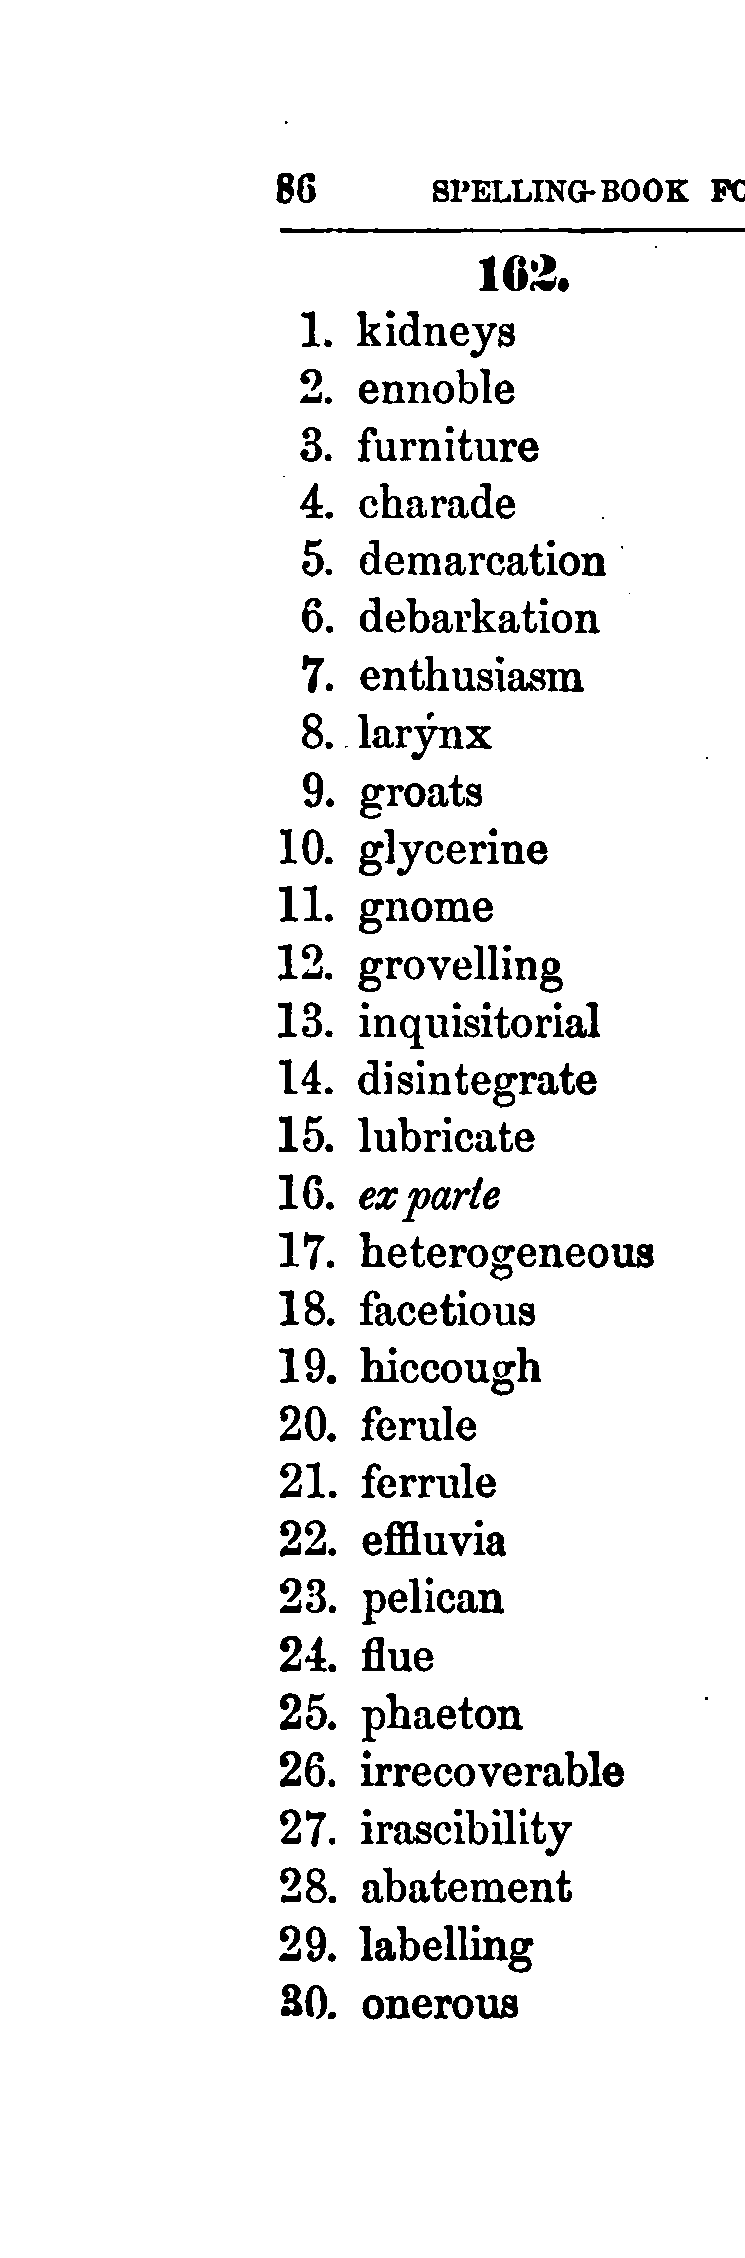 86 SPELLING-BOOK FO
162.
1. kidneys
2. ennoble
3. furniture
4. charade
5. demarcation
6. debarkation
7. enthusiasm
8. larynx
9. groats
10. glycerine
11. gnome
12. grovelling
13. inquisitorial
14. disintegrate
15. lubricate
16. ex parte
17. heterogeneous
18. facetious
19. hiccough
20. ferule
21. ferrule
22. effluvia
23. pelican
24. flue
25. phaeton
26. irrecoverable
27. irascibility
28. abatement
29. labelling
30. onerous